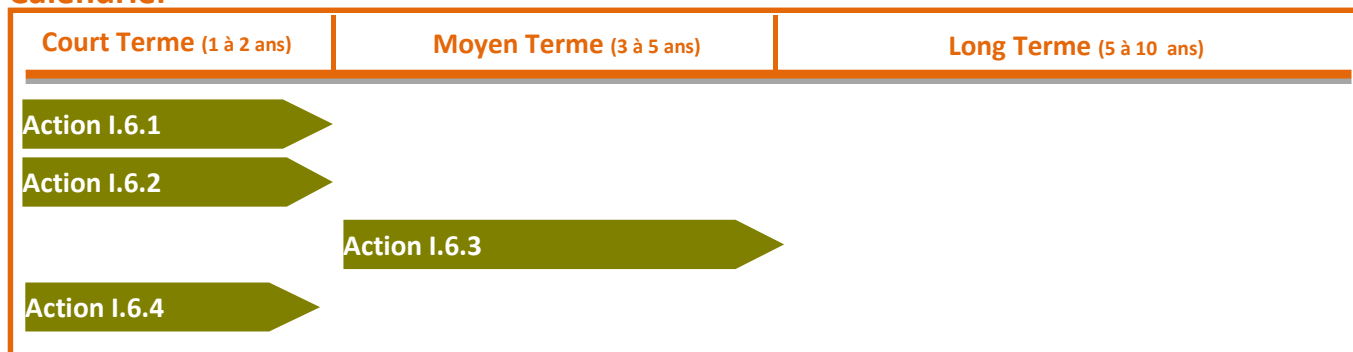 Calendrier
Court Terme (1 à 2 ans) Moyen Terme (3 à 5 ans) Long Terme (5 à 10 ans)
Action I.6.1
Action I.6.2
Action I.6.3
Action I.6.4